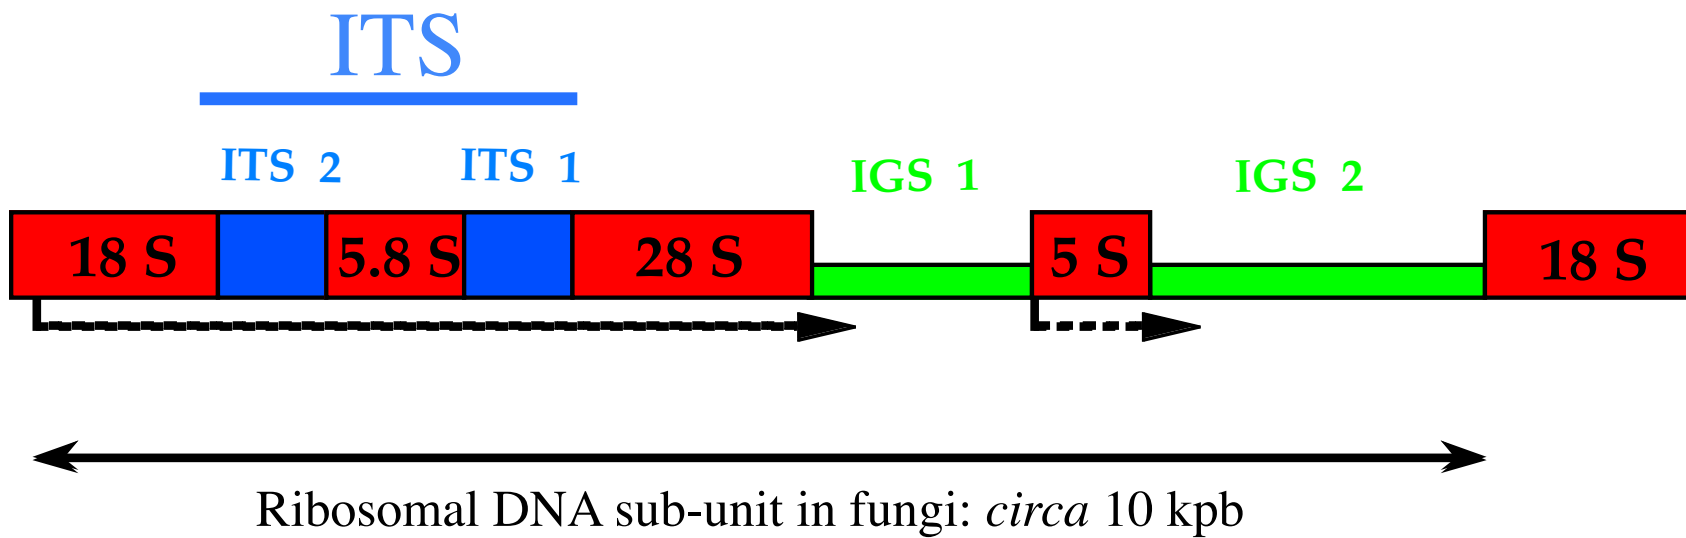 ITS
ITS 2 ITS 1 IGS 1 IGS 2
18 S 5.8 S 28 S 5 S 18 S
Ribosomal DNA sub-unit in fungi: circa 10 kpb